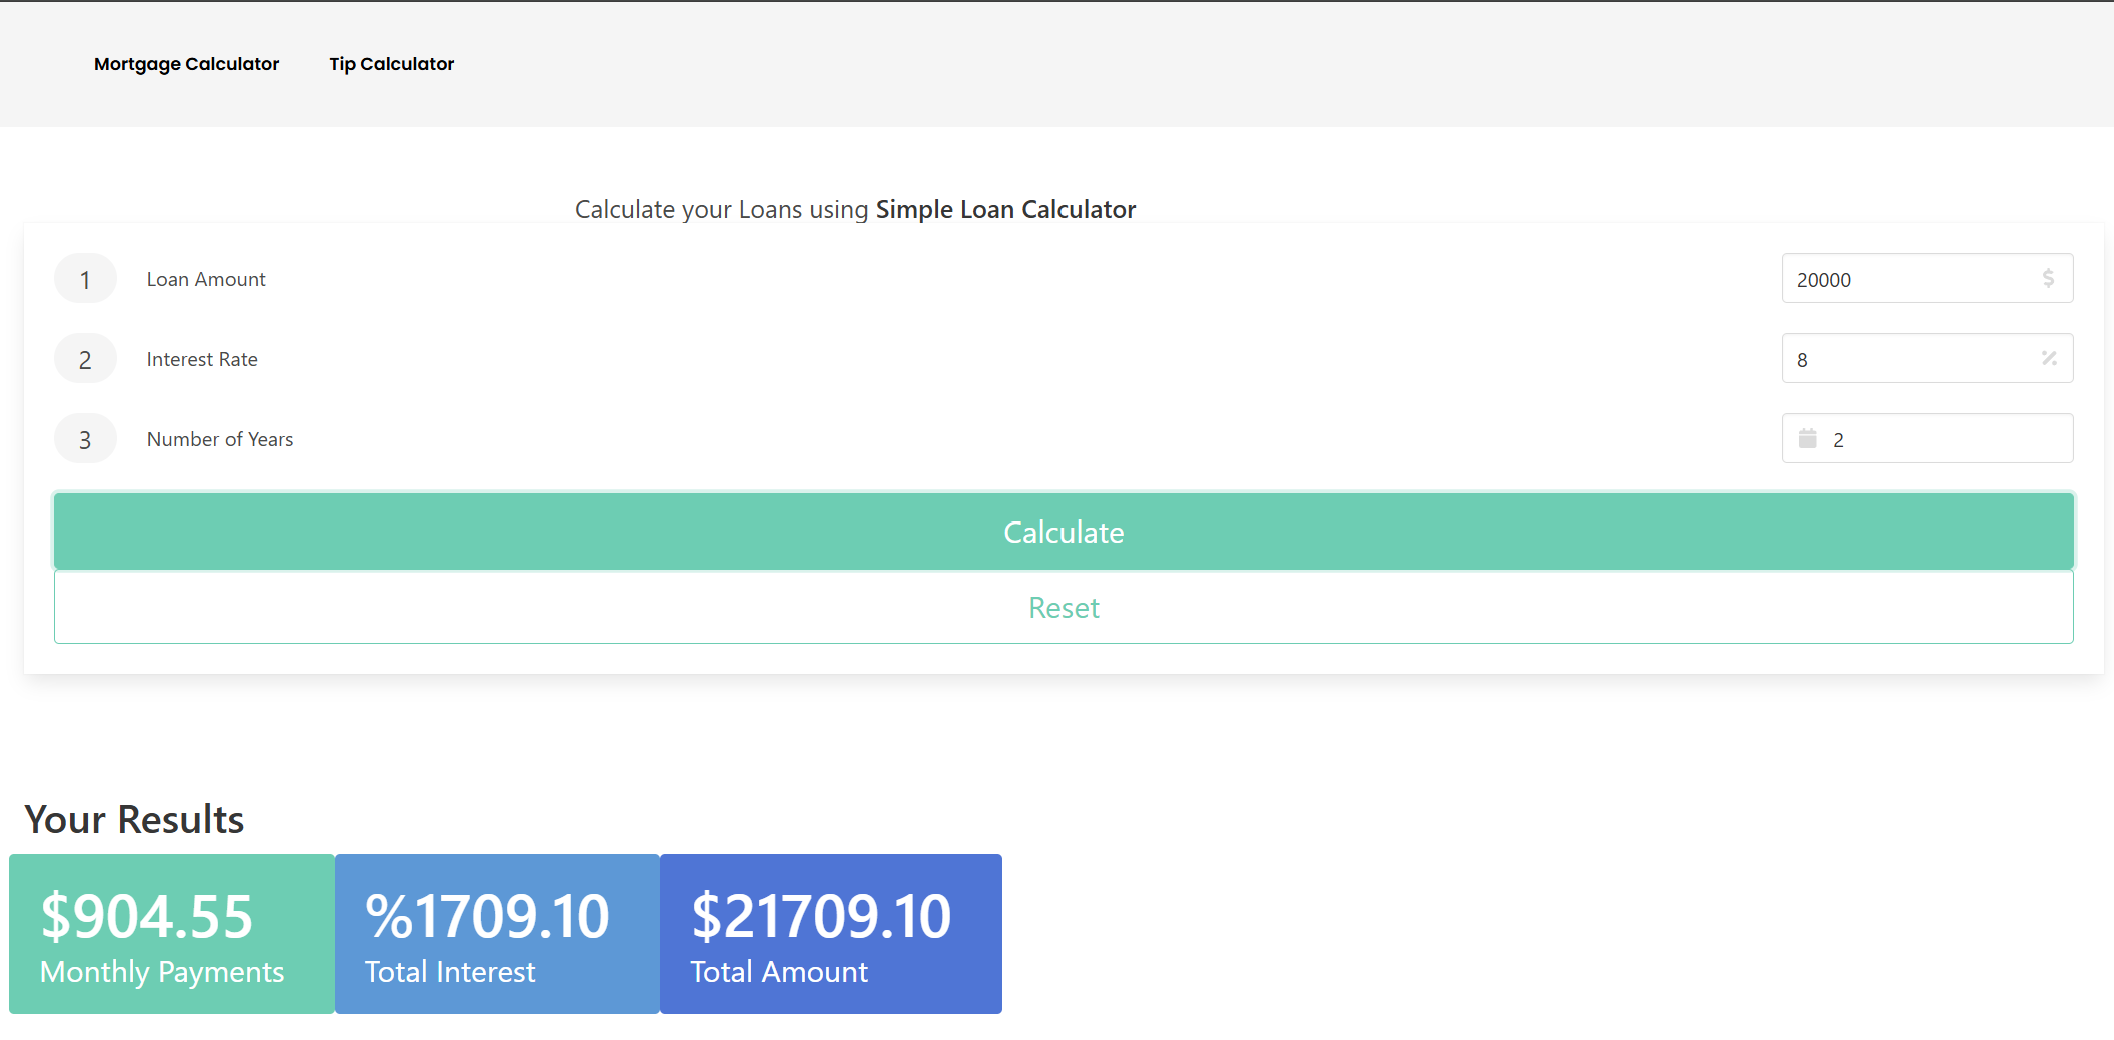 Mortgage Calculator Tip Calculator
Calculate your Loans using Simple Loan Calculator
1 Loan Amount 20000 $
2 Interest Rate 8 %
3 Number of Years 2
Calculate
Reset
Your Results
$904.55 %1709.10 $21709.10
Monthly Payments Total Interest Total Amount